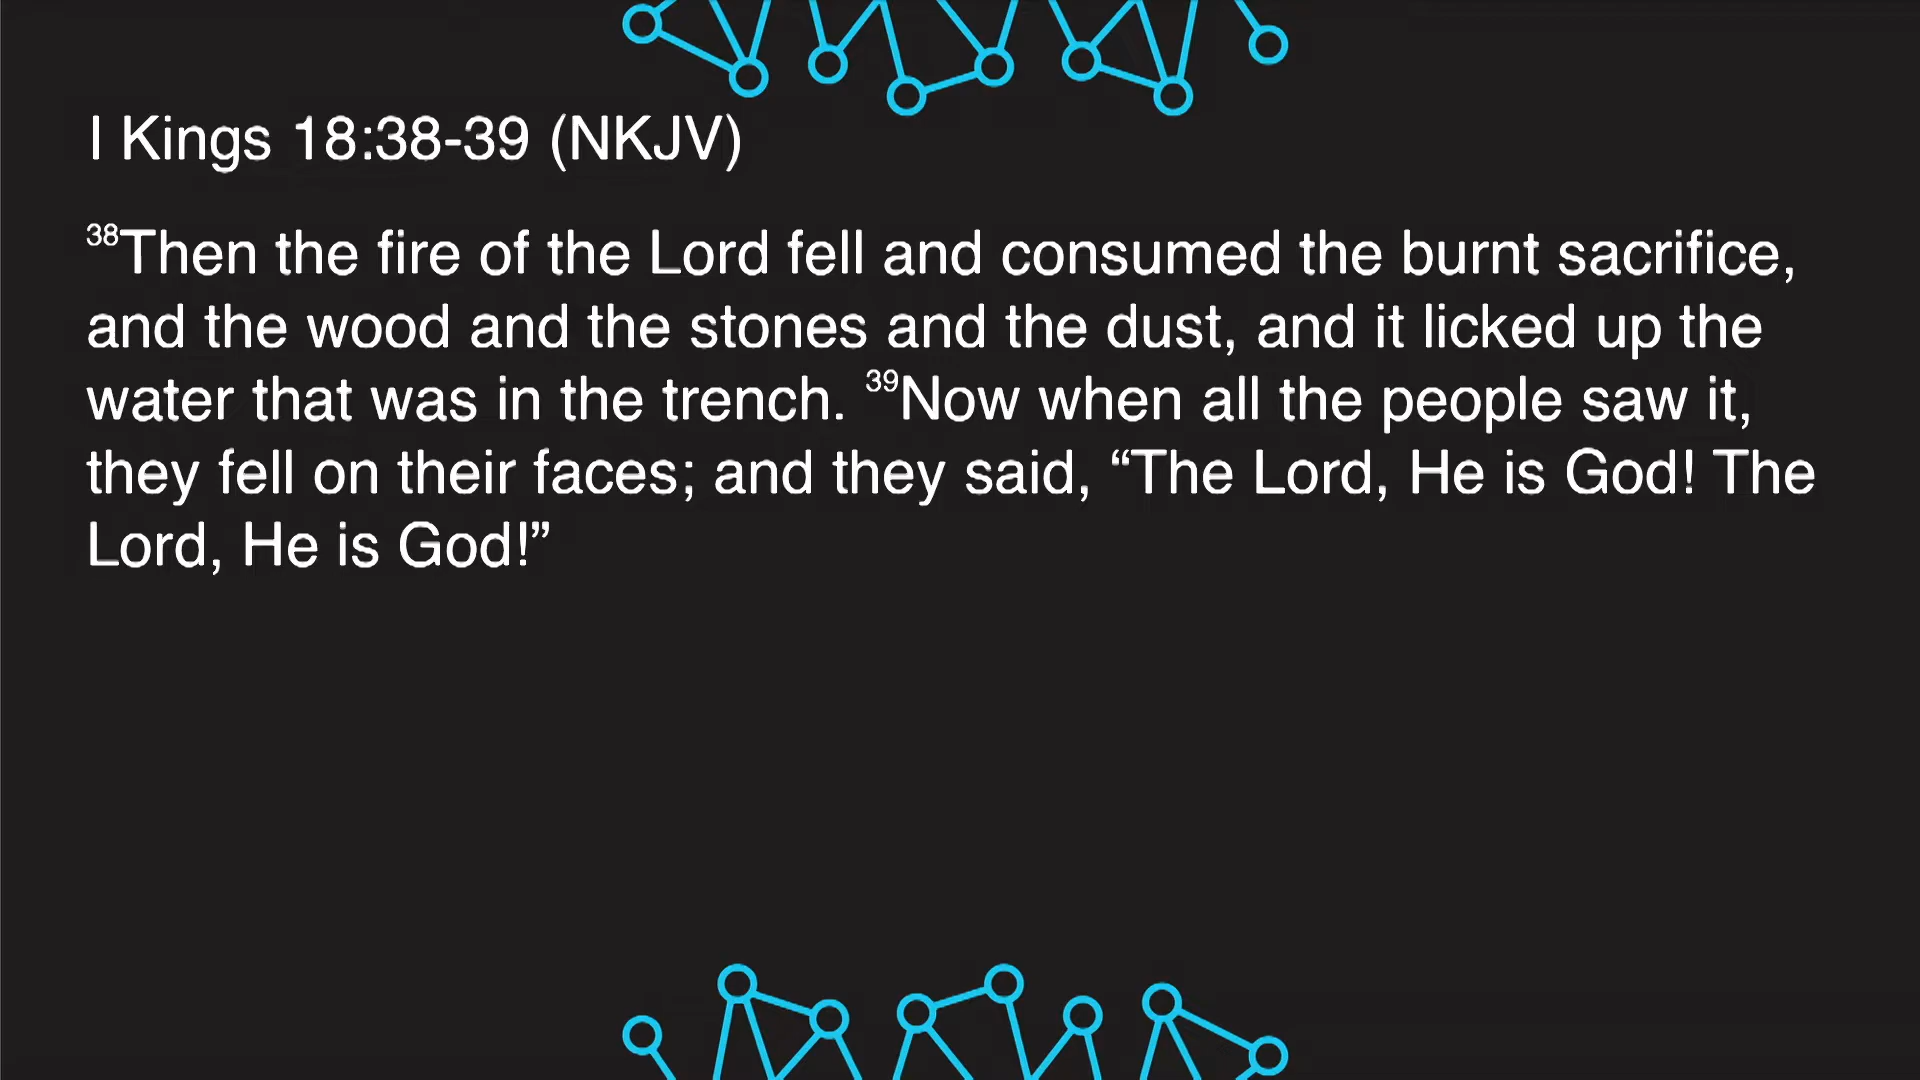 I Kings 18:38-39 (NKJV)
38Then the fire of the Lord fell and consumed the burnt sacrifice,
and the wood and the stones and the dust, and it licked up the
water that was in the trench. 39Now when all the people saw it,
they fell on their faces; and they said, “The Lord, He is God! The
Lord, He is God!”